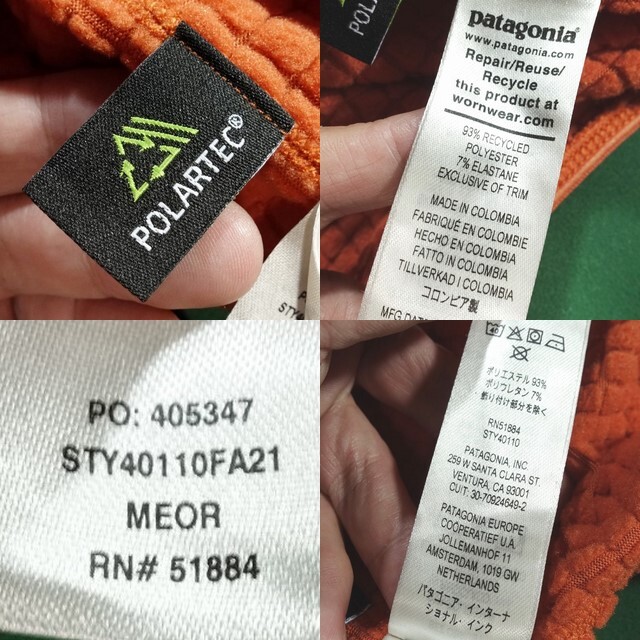 POLARTEC®
STY
patagonia®
www.patagonia.com
Repair/Reuse/
Recycle
this product at
wornwear.com
93% RECYCLED
POLYESTER
7% ELASTANE
EXCLUSIVE OF TRIM
MADE IN COLOMBIA
FABRIQUÉ EN COLOMBIE
HECHO EN COLOMBIA
FATTO IN COLOMBIA
TILLVERKAD I COLOMBIA
コロンビア製
PO: 405347
STY40110FA21
MEOR
RN# 51884
ポリエステル 93%
ポリウレタン 7%
飾り付け部分を除く
RN51884
STY40110
PATAGONIA, INC.
259 W SANTA CLARA ST.
VENTURA, CA 93001
CUIT: 30-70924649-2
PATAGONIA EUROPE
COÖPERATIEF U.A.
JOLLEMANHOF 11
AMSTERDAM, 1019 GW
NETHERLANDS
パタゴニア・インターナ
ショナル・インク